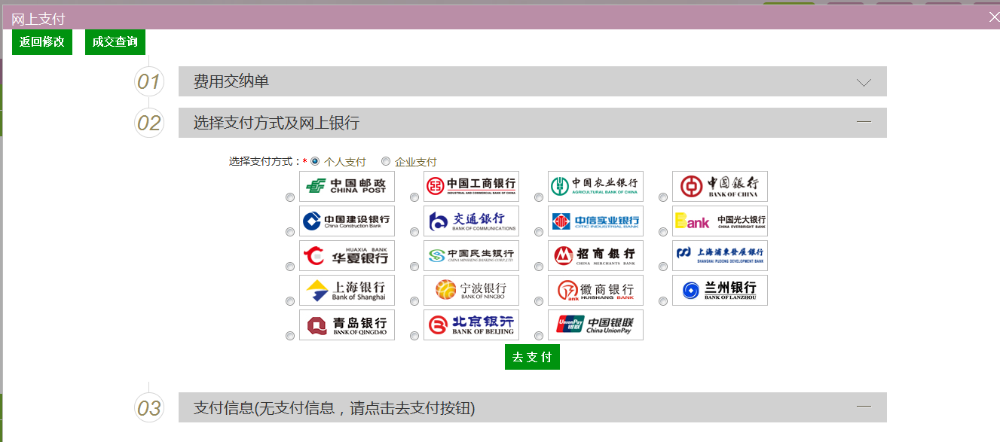 网上支付
返回修改 成交查询
01 费用交纳单
02 选择支付方式及网上银行
选择支付方式：* 个人支付 企业支付
中国邮政 CHINA POST
中国工商银行 INDUSTRIAL AND COMMERCIAL BANK OF CHINA
中国农业银行 AGRICULTURAL BANK OF CHINA
中国银行 BANK OF CHINA
中国建设银行 China Construction Bank
交通银行 BANK OF COMMUNICATIONS
中信实业银行 CITIC INDUSTRIAL BANK
Bank 中国光大银行 CHINA EVERBRIGHT BANK
HUAXIA BANK 华夏银行
中国民生银行 CHINA MINSHENG BANKING CORP.,LTD
招商银行 CHINA MERCHANTS BANK
上海浦東發展銀行 SHANGHAI PUDONG DEVELOPMENT BANK
上海银行 Bank of Shanghai
宁波银行 BANK OF NINGBO
ank 徽商银行 HUISHANG BANK
兰州银行 BANK OF LANZHOU
青岛银行 BANK OF QINGDAO
北京银行 BANK OF BEIJING
UnionPay 银联 中国银联 China UnionPay
去支付
03 支付信息(无支付信息，请点击去支付按钮)